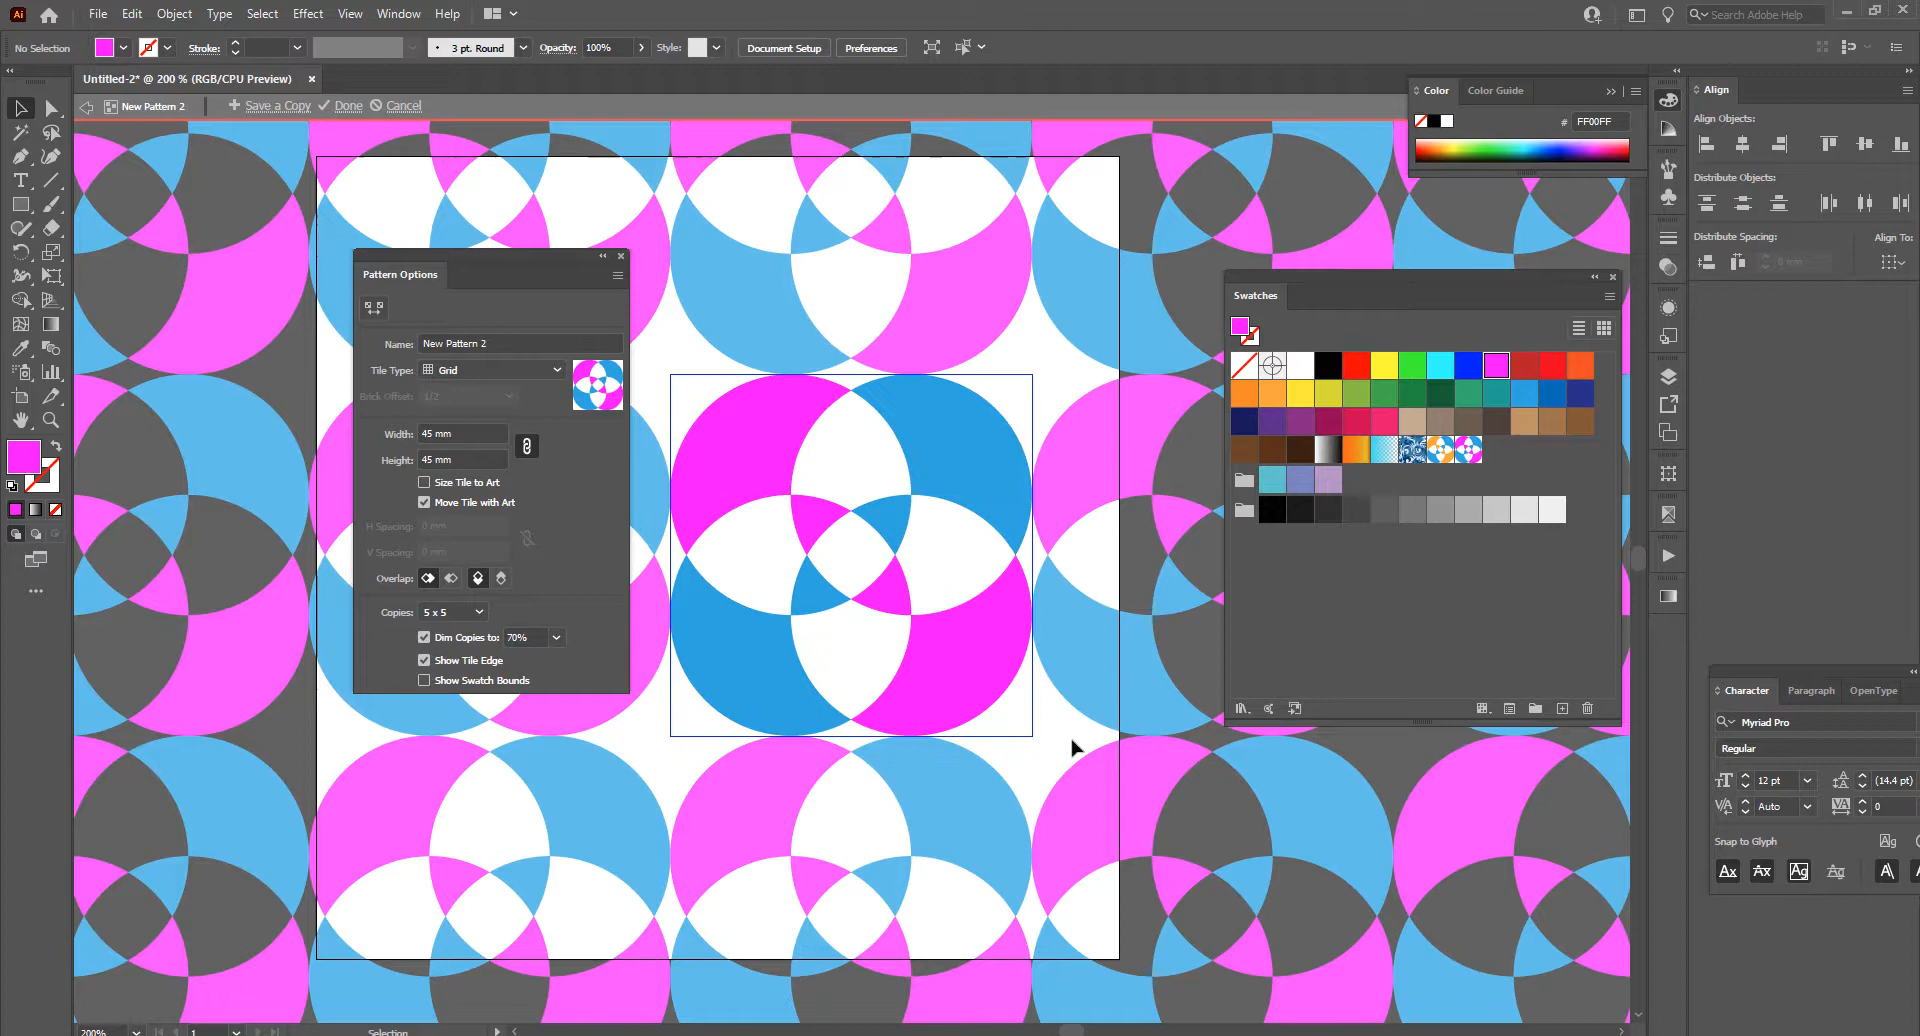 Ai File Edit Object Type Select Effect View Window Help Search Adobe Help
No Selection Stroke: 3 pt. Round Opacity: 100% Style: Document Setup Preferences
Untitled-2* @ 200 % (RGB/CPU Preview)
New Pattern 2 Save a Copy Done Cancel
Color Color Guide
# FF00FF
Align
Align Objects:
Distribute Objects:
Distribute Spacing: Align To:
0 mm
Pattern Options
Name: New Pattern 2
Tile Type: Grid
Brick Offset: 1/2
Width: 45 mm
Height: 45 mm
Size Tile to Art
Move Tile with Art
H Spacing: 0 mm
V Spacing: 0 mm
Overlap:
Copies: 5 x 5
Dim Copies to: 70%
Show Tile Edge
Show Swatch Bounds
Swatches
Character Paragraph OpenType
Myriad Pro
Regular
12 pt (14.4 pt)
Auto 0
Snap to Glyph
200% 1 Selection